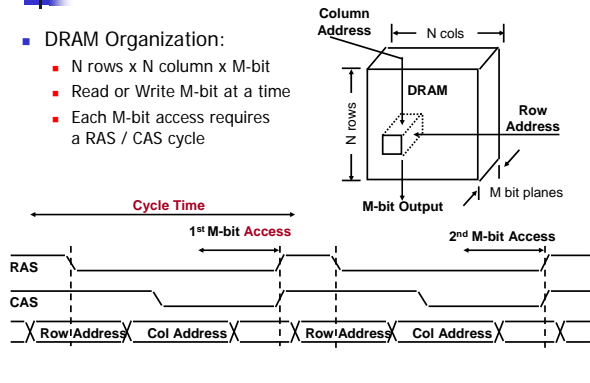 DRAM Organization:
N rows x N column x M-bit
Read or Write M-bit at a time
Each M-bit access requires
a RAS / CAS cycle
Column
Address
N cols
DRAM
N rows
Row
Address
M bit planes
M-bit Output
Cycle Time
1st M-bit Access
2nd M-bit Access
RAS
CAS
Row Address Col Address Row Address Col Address